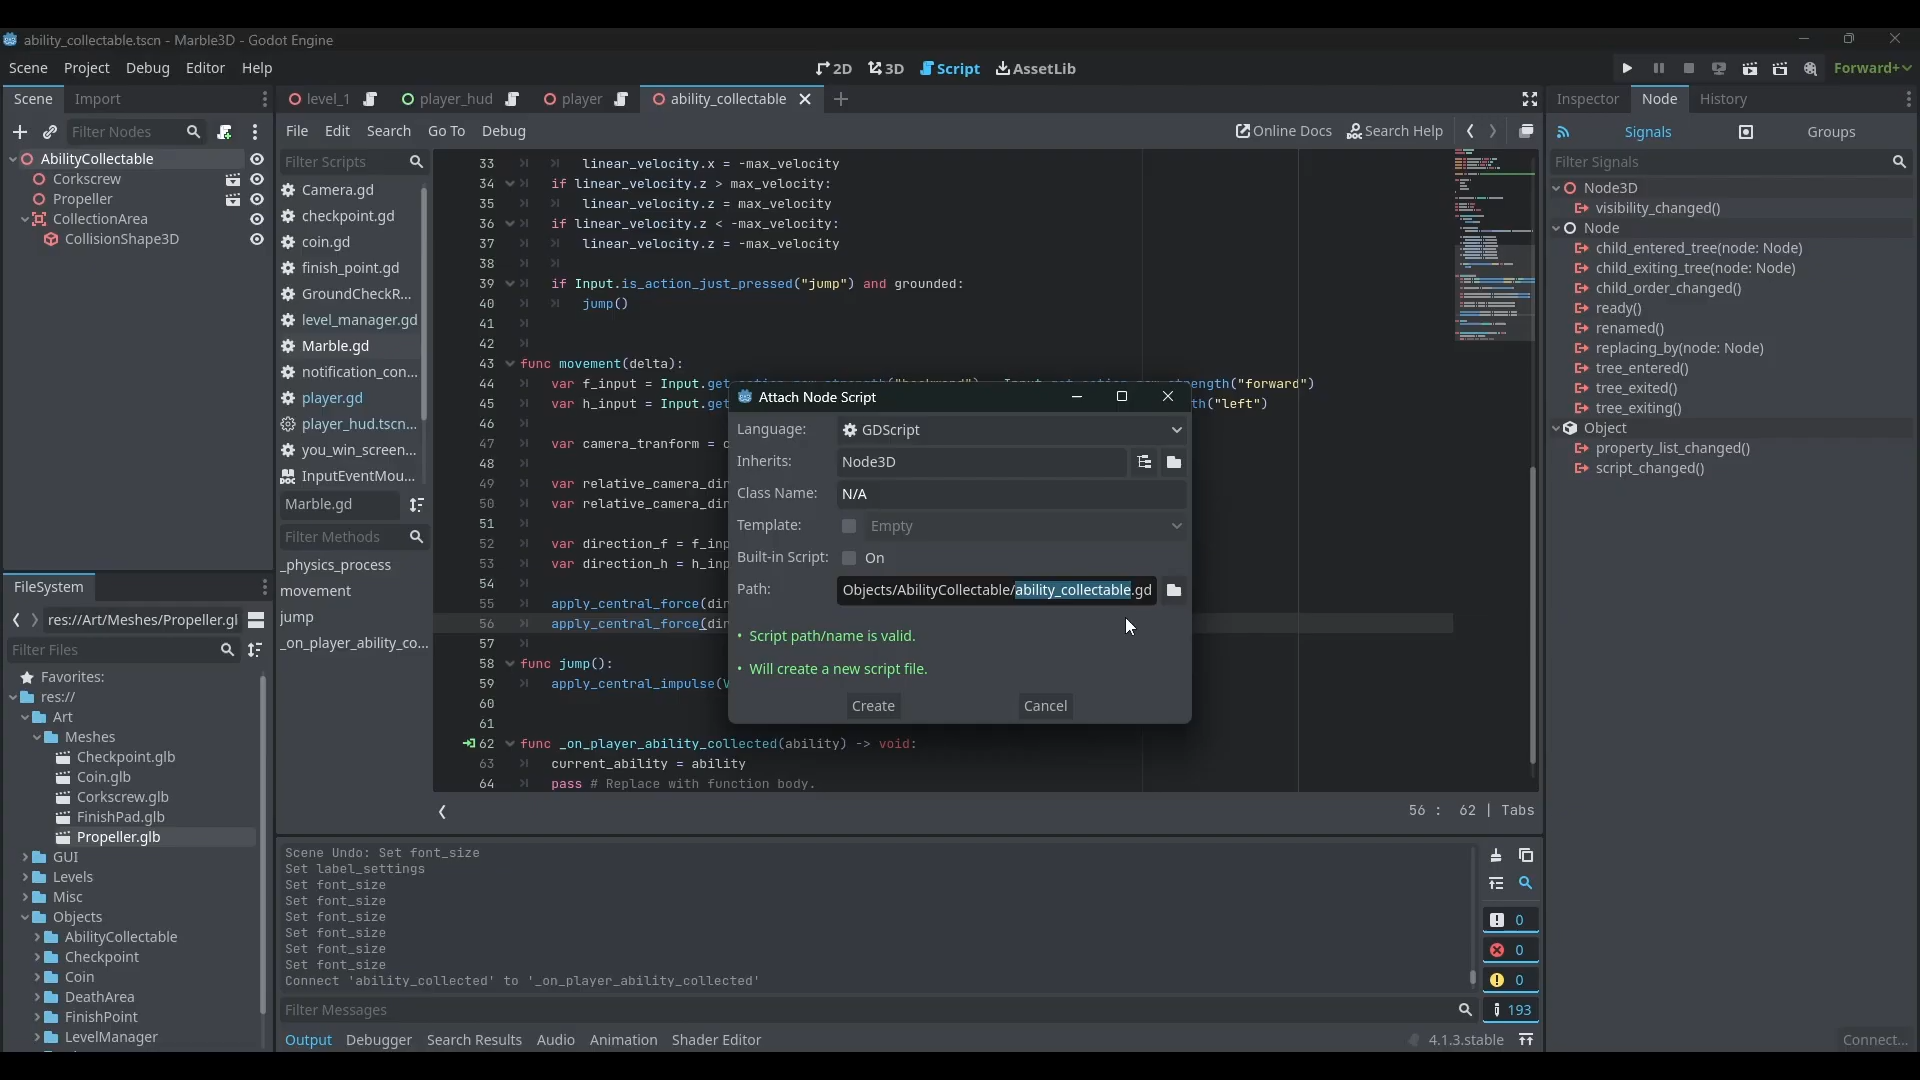 ability_collectable.tscn - Marble3D - Godot Engine
Scene Project Debug Editor Help
2D 3D Script AssetLib
Forward+
Scene Import
level_1 player_hud player ability_collectable
Inspector Node History
Filter Nodes
File Edit Search Go To Debug
Online Docs Search Help
Signals Groups
AbilityCollectable
Corkscrew
Propeller
CollectionArea
CollisionShape3D
Filter Scripts
Camera.gd
checkpoint.gd
coin.gd
finish_point.gd
GroundCheckR...
level_manager.gd
Marble.gd
notification_con...
player.gd
player_hud.tscn...
you_win_screen...
InputEventMou...
Marble.gd
Filter Methods
_physics_process
movement
jump
_on_player_ability_co...
33 linear_velocity.x = -max_velocity
34 if linear_velocity.z > max_velocity:
35 linear_velocity.z = max_velocity
36 if linear_velocity.z < -max_velocity:
37 linear_velocity.z = -max_velocity
38
39 if Input.is_action_just_pressed("jump") and grounded:
40 jump()
41
42
43 func movement(delta):
44 var f_input = Input.get ength("forward")
45 var h_input = Input.get th("left")
46
47 var camera_tranform = c
48
49 var relative_camera_dir
50 var relative_camera_dir
51
52 var direction_f = f_inp
53 var direction_h = h_inp
54
55 apply_central_force(dir
56 apply_central_force(dir
57
58 func jump():
59 apply_central_impulse(V
60
61
62 func _on_player_ability_collected(ability) -> void:
63 current_ability = ability
64 pass # Replace with function body.
56 : 62 | Tabs
Attach Node Script
Language: GDScript
Inherits: Node3D
Class Name: N/A
Template: Empty
Built-in Script: On
Path: Objects/AbilityCollectable/ability_collectable.gd
• Script path/name is valid.
• Will create a new script file.
Create Cancel
Filter Signals
Node3D
visibility_changed()
Node
child_entered_tree(node: Node)
child_exiting_tree(node: Node)
child_order_changed()
ready()
renamed()
replacing_by(node: Node)
tree_entered()
tree_exited()
tree_exiting()
Object
property_list_changed()
script_changed()
FileSystem
res://Art/Meshes/Propeller.gl
Filter Files
Favorites:
res://
Art
Meshes
Checkpoint.glb
Coin.glb
Corkscrew.glb
FinishPad.glb
Propeller.glb
GUI
Levels
Misc
Objects
AbilityCollectable
Checkpoint
Coin
DeathArea
FinishPoint
LevelManager
Scene Undo: Set font_size
Set label_settings
Set font_size
Set font_size
Set font_size
Set font_size
Set font_size
Set font_size
Connect 'ability_collected' to '_on_player_ability_collected'
0
0
0
193
Filter Messages
Output Debugger Search Results Audio Animation Shader Editor
4.1.3.stable
Connect...